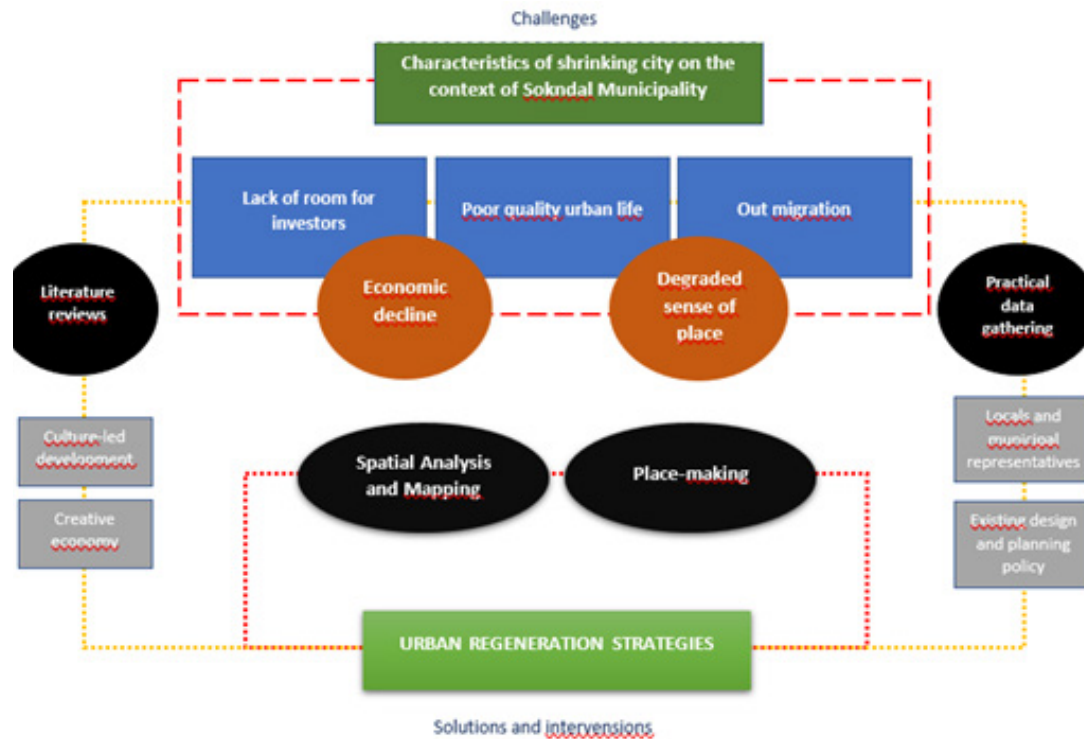 Challenges
Characteristics of shrinking city on the
context of Sokndal Municipality
Lack of room for
investors
Poor quality urban life
Out migration
Literature
reviews
Economic
decline
Degraded
sense of
place
Practical
data
gathering
Culture-led
development
Creative
economy
Spatial Analysis
and Mapping
Place-making
Locals and
municipal
representatives
Existing design
and planning
policy
URBAN REGENERATION STRATEGIES
Solutions and intervensions